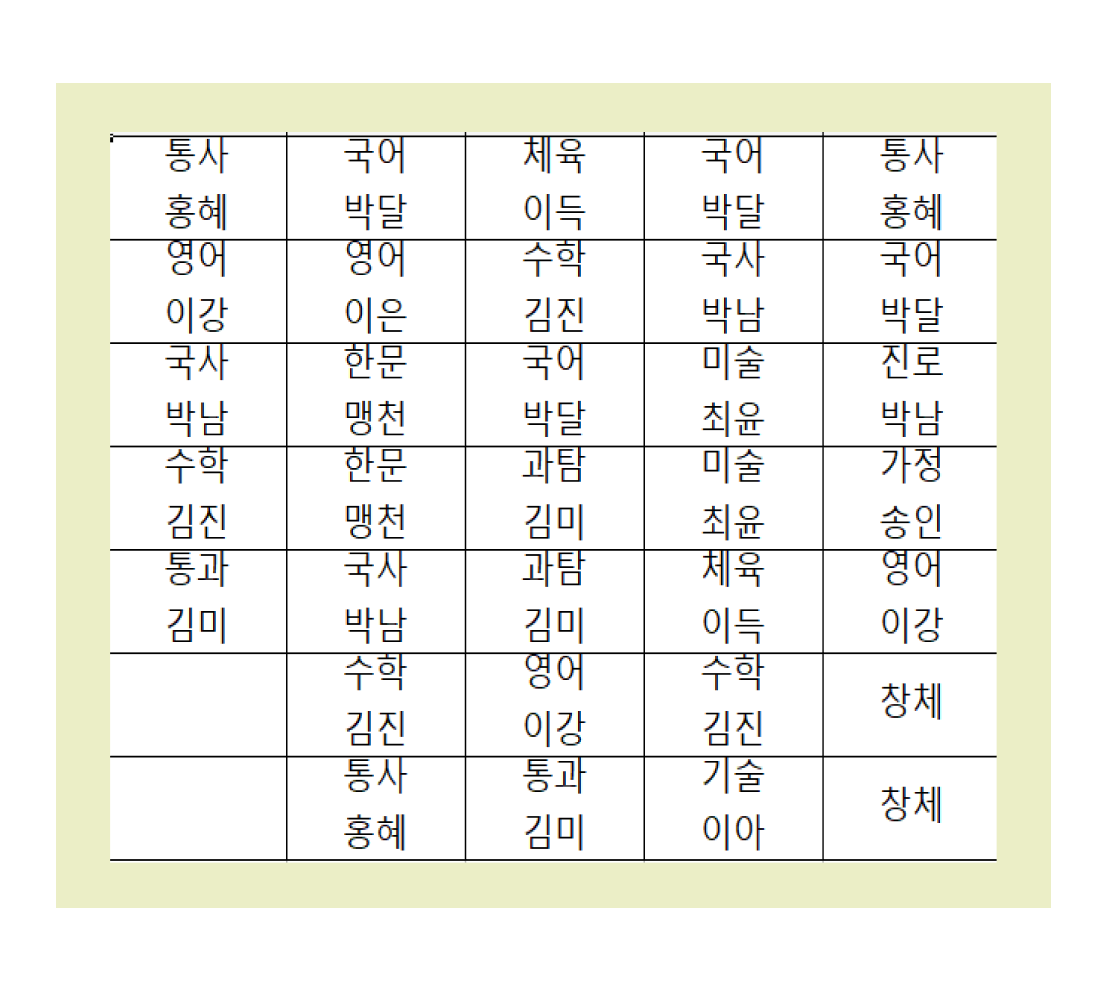 통사 국어 체육 국어 통사
홍혜 박달 이득 박달 홍혜
영어 영어 수학 국사 국어
이강 이은 김진 박남 박달
국사 한문 국어 미술 진로
박남 맹천 박달 최윤 박남
수학 한문 과탐 미술 가정
김진 맹천 김미 최윤 송인
통과 국사 과탐 체육 영어
김미 박남 김미 이득 이강
수학 영어 수학 창체
김진 이강 김진
통사 통과 기술 창체
홍혜 김미 이아